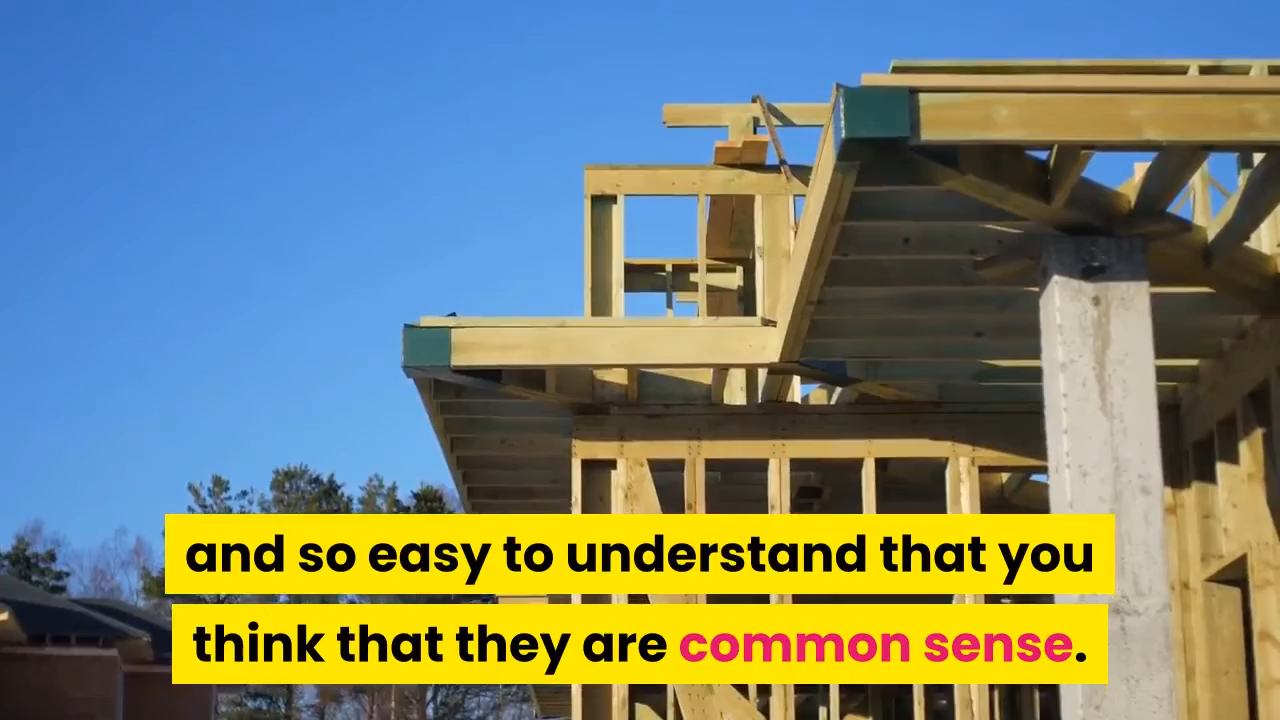 and so easy to understand that you
think that they are common sense.